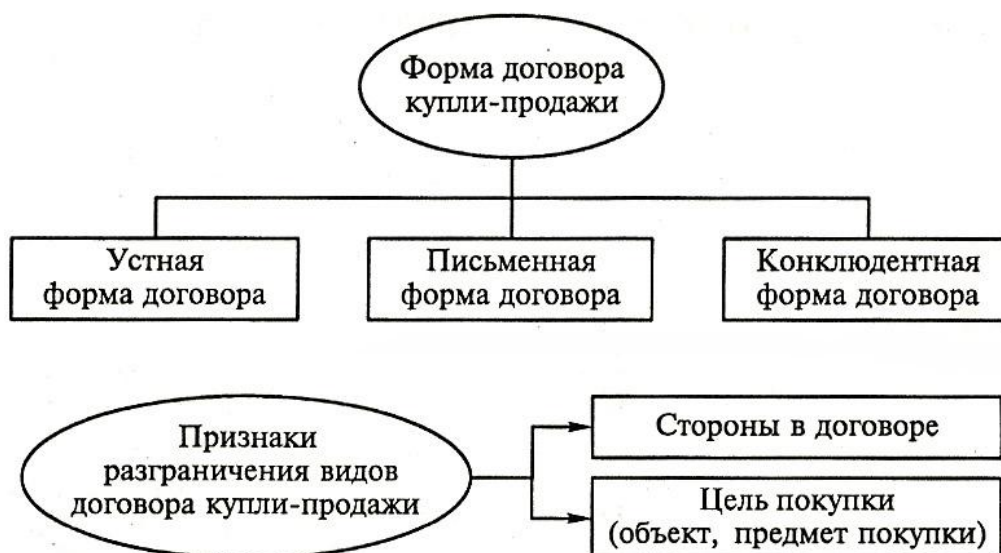 Форма договора
купли-продажи
Устная
форма договора
Письменная
форма договора
Конклюдентная
форма договора
Признаки
разграничения видов
договора купли-продажи
Стороны в договоре
Цель покупки
(объект, предмет покупки)